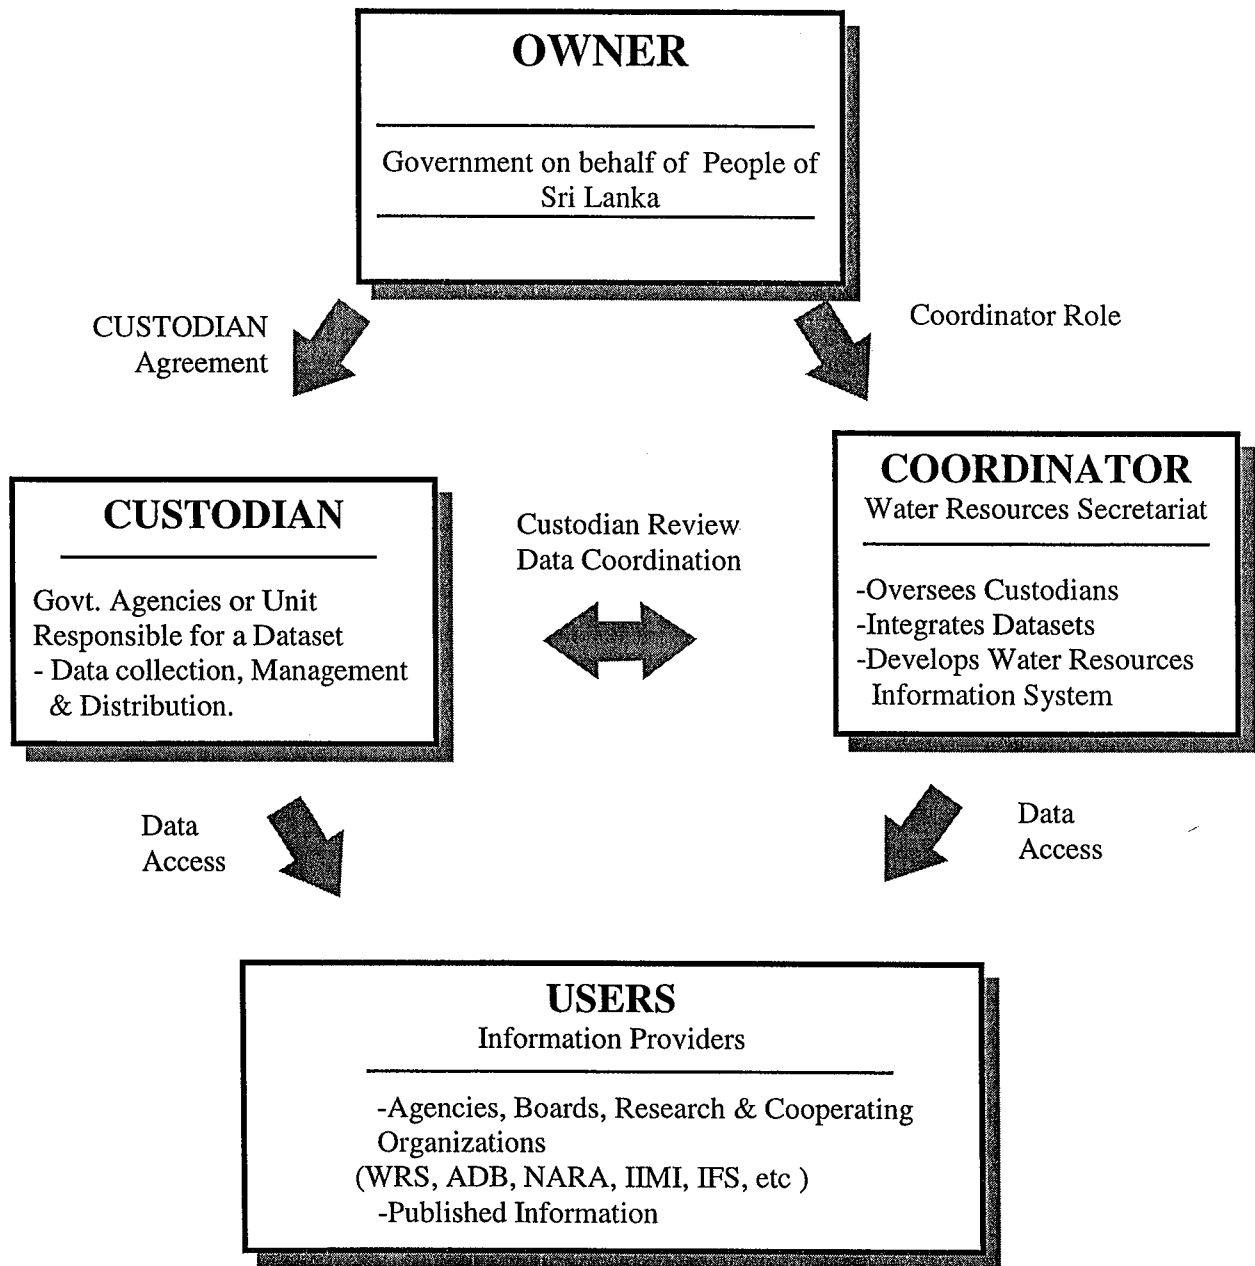 OWNER
Government on behalf of People of
Sri Lanka
CUSTODIAN
Agreement
Coordinator Role
CUSTODIAN
Govt. Agencies or Unit
Responsible for a Dataset
- Data collection, Management
& Distribution.
Custodian Review
Data Coordination
COORDINATOR
Water Resources Secretariat
-Oversees Custodians
-Integrates Datasets
-Develops Water Resources
Information System
Data
Access
Data
Access
USERS
Information Providers
-Agencies, Boards, Research & Cooperating
Organizations
(WRS, ADB, NARA, IIMI, IFS, etc )
-Published Information